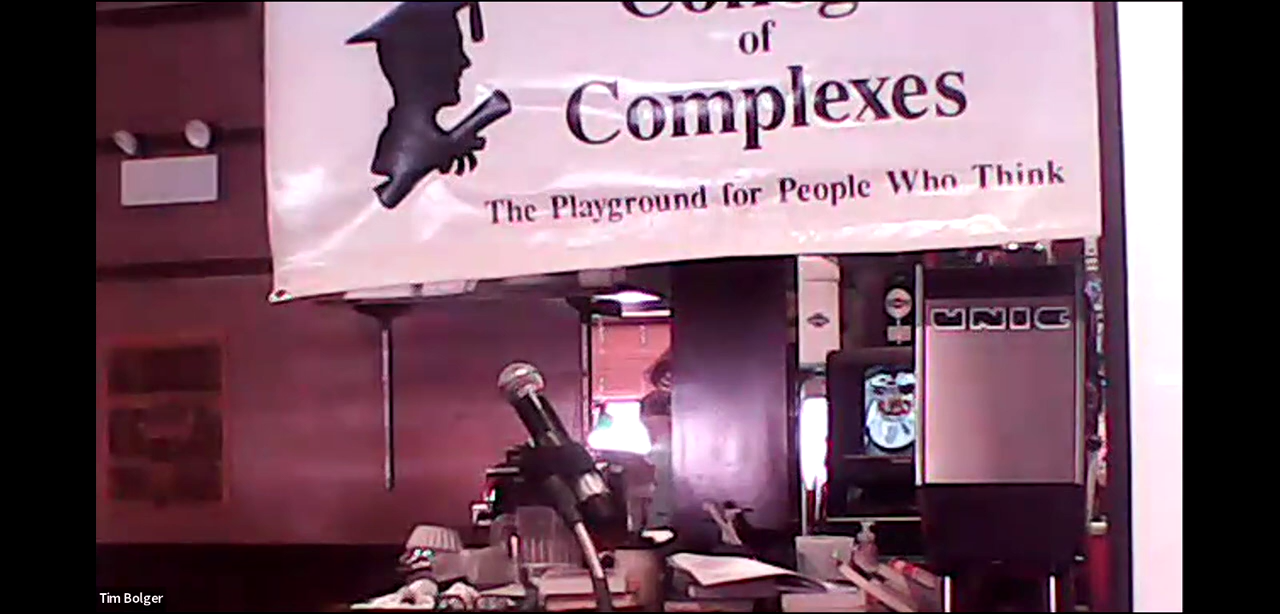 of
Complexes
The Playground for People Who Think
UNIC
Tim Bolger